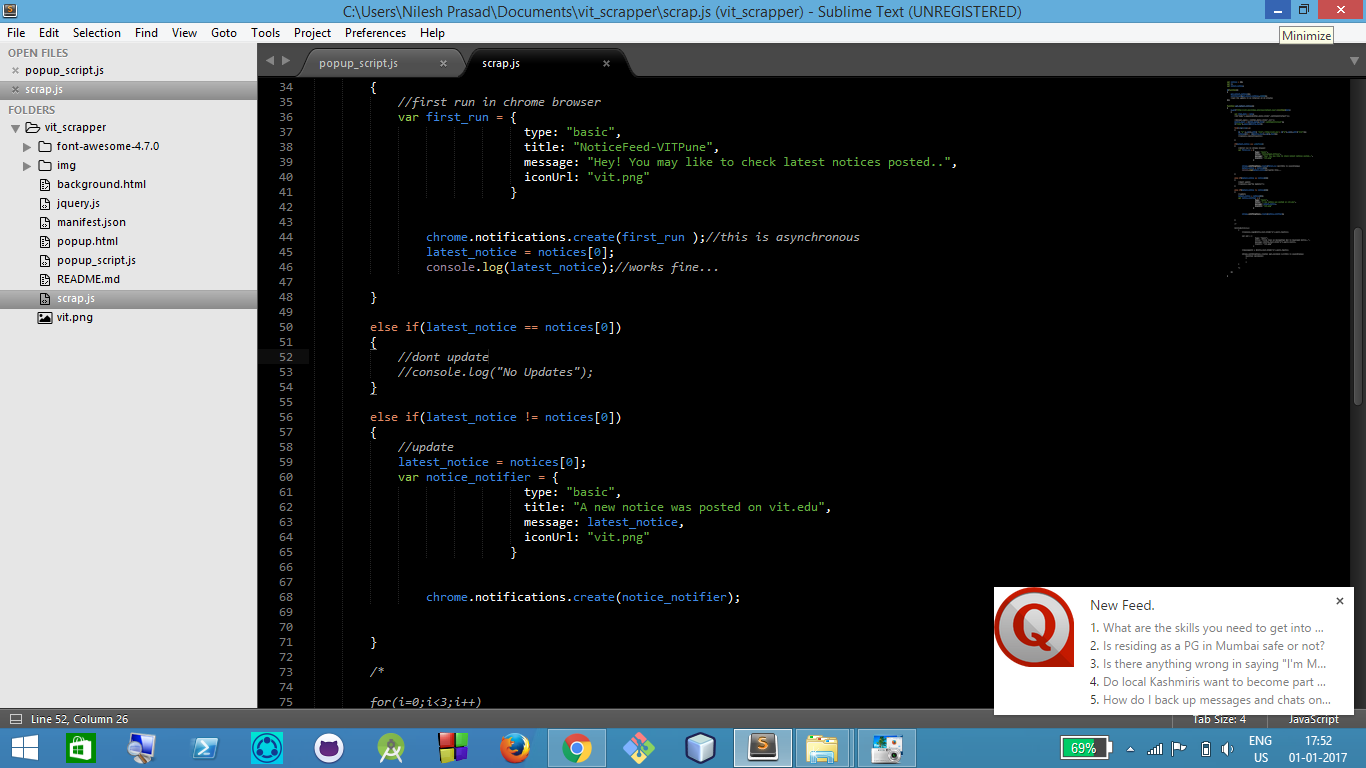 C:\Users\Nilesh Prasad\Documents\vit_scrapper\scrap.js (vit_scrapper) - Sublime Text (UNREGISTERED)
File Edit Selection Find View Goto Tools Project Preferences Help
Minimize
OPEN FILES
popup_script.js
scrap.js
FOLDERS
vit_scrapper
font-awesome-4.7.0
img
background.html
jquery.js
manifest.json
popup.html
popup_script.js
README.md
scrap.js
vit.png
popup_script.js scrap.js
34 {
35 //first run in chrome browser
36 var first_run = {
37 type: "basic",
38 title: "NoticeFeed-VITPune",
39 message: "Hey! You may like to check latest notices posted..",
40 iconUrl: "vit.png"
41 }
42
43
44 chrome.notifications.create(first_run );//this is asynchronous
45 latest_notice = notices[0];
46 console.log(latest_notice);//works fine...
47
48 }
49
50 else if(latest_notice == notices[0])
51 {
52 //dont update
53 //console.log("No Updates");
54 }
55
56 else if(latest_notice != notices[0])
57 {
58 //update
59 latest_notice = notices[0];
60 var notice_notifier = {
61 type: "basic",
62 title: "A new notice was posted on vit.edu",
63 message: latest_notice,
64 iconUrl: "vit.png"
65 }
66
67
68 chrome.notifications.create(notice_notifier);
69
70
71 }
72
73 /*
74
75 for(i=0;i<3;i++)
Q
New Feed.
1. What are the skills you need to get into ...
2. Is residing as a PG in Mumbai safe or not?
3. Is there anything wrong in saying "I'm M...
4. Do local Kashmiris want to become part ...
5. How do I back up messages and chats on...
Line 52, Column 26
Tab Size: 4 JavaScript
69%
ENG
US
17:52
01-01-2017